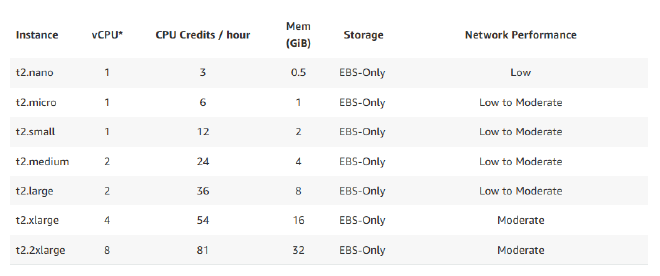 Instance vCPU* CPU Credits / hour Mem (GiB) Storage Network Performance
t2.nano 1 3 0.5 EBS-Only Low
t2.micro 1 6 1 EBS-Only Low to Moderate
t2.small 1 12 2 EBS-Only Low to Moderate
t2.medium 2 24 4 EBS-Only Low to Moderate
t2.large 2 36 8 EBS-Only Low to Moderate
t2.xlarge 4 54 16 EBS-Only Moderate
t2.2xlarge 8 81 32 EBS-Only Moderate